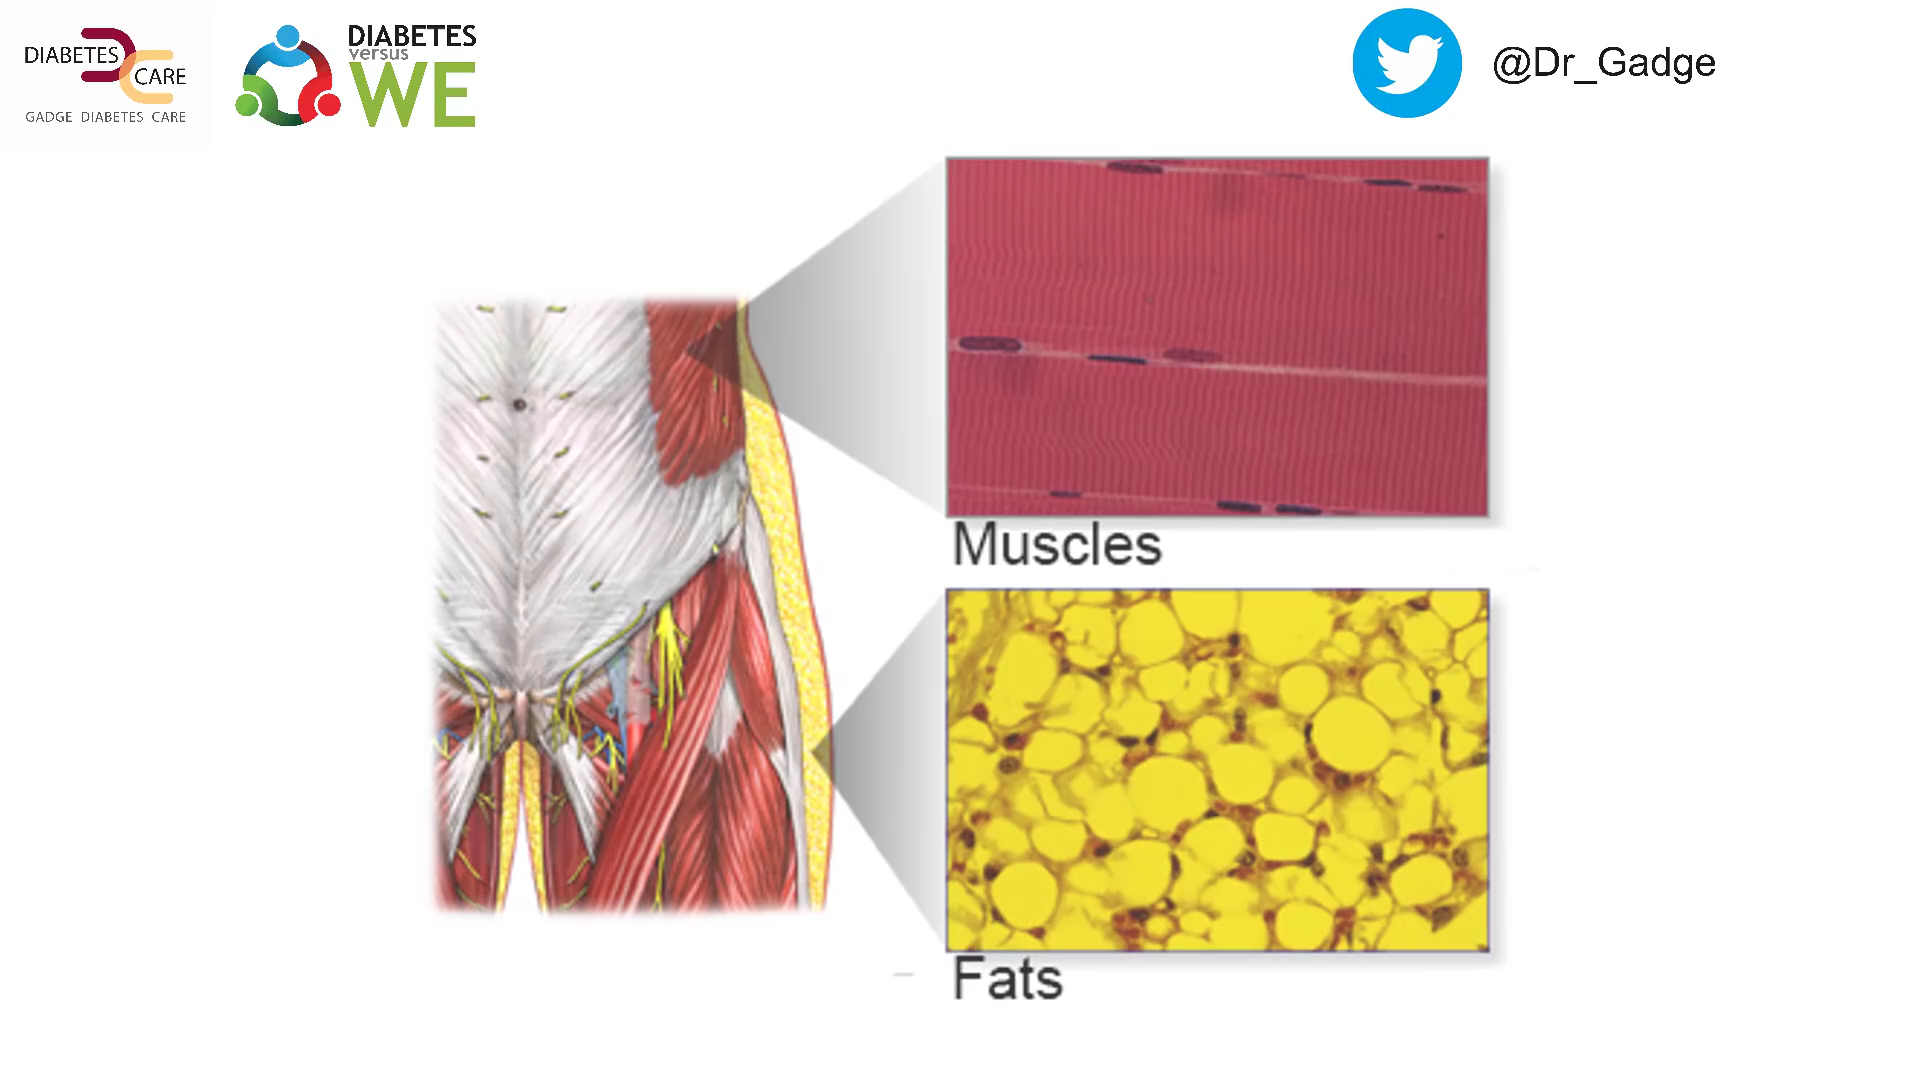 DIABETES
CARE
GADGE DIABETES CARE
DIABETES
versus
WE
@Dr_Gadge
Muscles
Fats